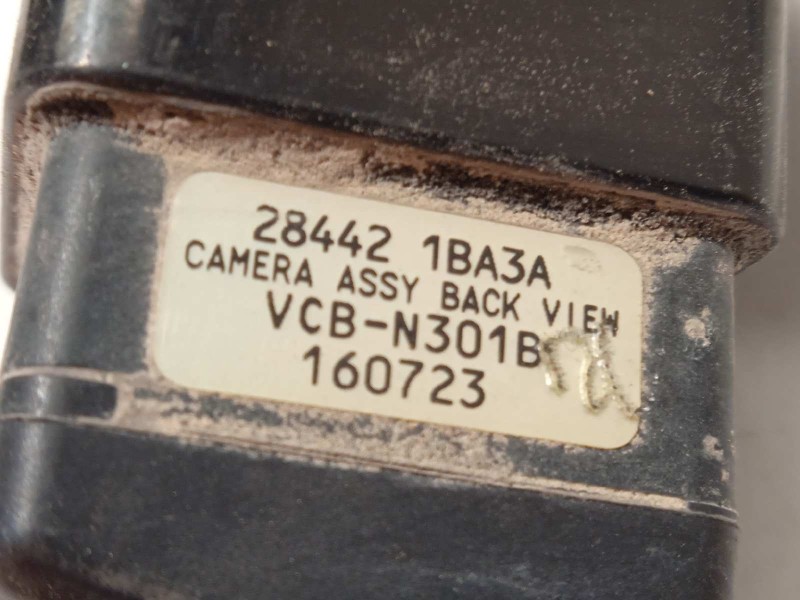 28442 1BA3A
CAMERA ASSY BACK VIEW
VCB-N301B
160723